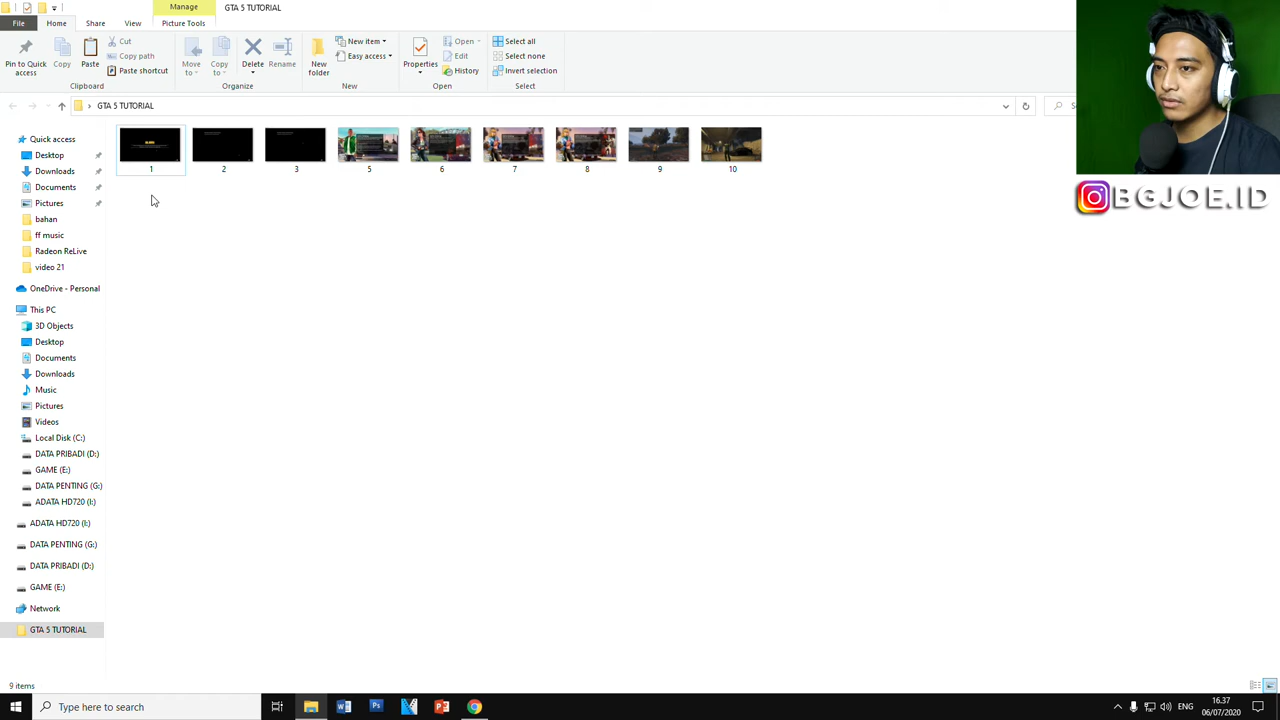 Manage
GTA 5 TUTORIAL
File
Home
Share
View
Picture Tools
Pin to Quick access
Copy
Paste
Cut
Copy path
Paste shortcut
Clipboard
Move to
Copy to
Delete
Rename
Organize
New folder
New item
Easy access
New
Properties
Open
Edit
History
Open
Select all
Select none
Invert selection
Select
GTA 5 TUTORIAL
Quick access
Desktop
Downloads
Documents
Pictures
bahan
ff music
Radeon ReLive
video 21
OneDrive - Personal
This PC
3D Objects
Desktop
Documents
Downloads
Music
Pictures
Videos
Local Disk (C:)
DATA PRIBADI (D:)
GAME (E:)
DATA PENTING (G:)
ADATA HD720 (I:)
ADATA HD720 (I:)
DATA PENTING (G:)
DATA PRIBADI (D:)
GAME (E:)
Network
GTA 5 TUTORIAL
1
2
3
5
6
7
8
9
10
BGJOE.ID
9 items
Type here to search
ENG
16.37
06/07/2020